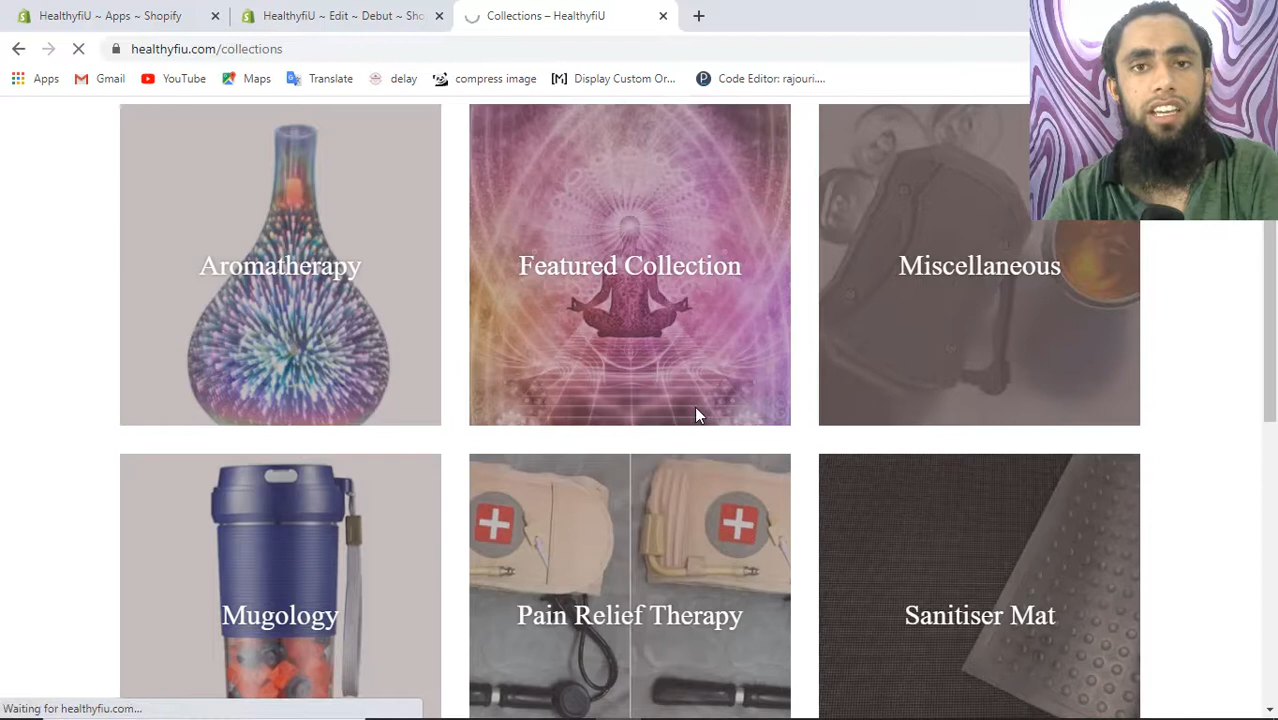 HealthyfiU ~ Apps ~ Shopify
HealthyfiU ~ Edit ~ Debut ~ Sho
Collections – HealthyfiU
healthyfiu.com/collections
Apps
Gmail
YouTube
Maps
Translate
delay
compress image
[M] Display Custom Or...
P Code Editor: rajouri....
Aromatherapy
Featured Collection
Miscellaneous
Mugology
Pain Relief Therapy
Sanitiser Mat
Waiting for healthyfiu.com...